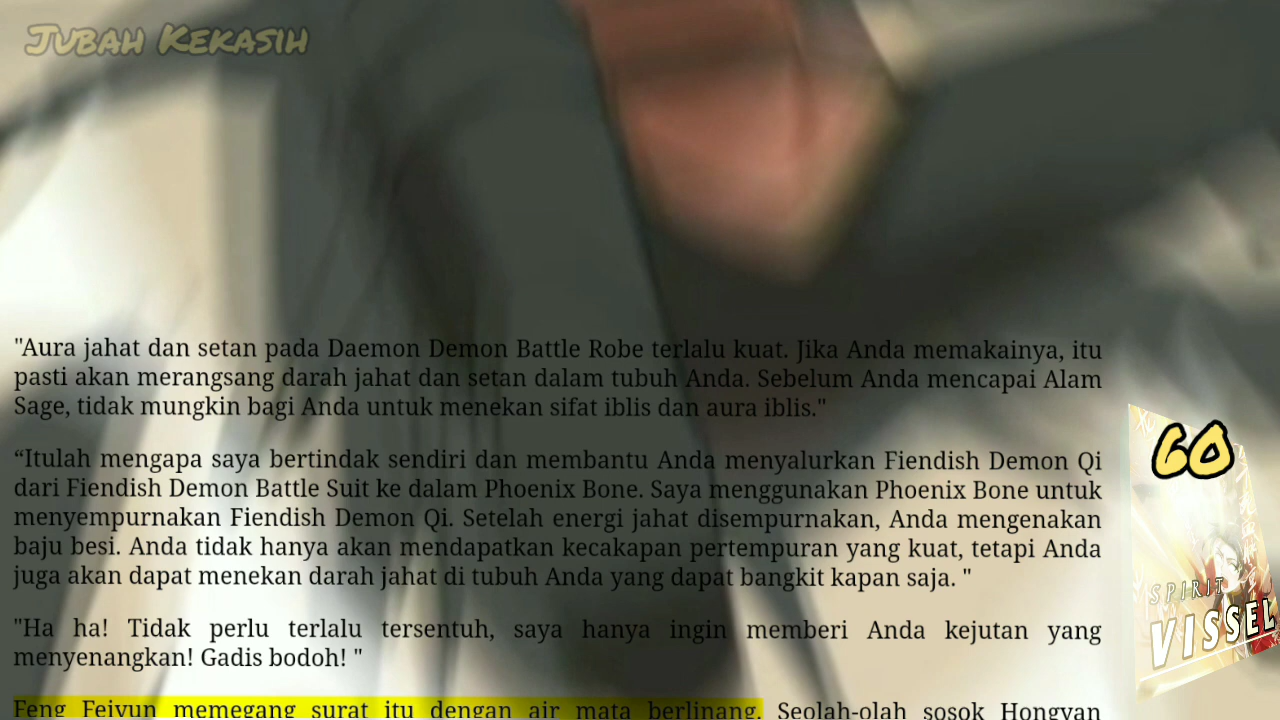 Jubah Kekasih
"Aura jahat dan setan pada Daemon Demon Battle Robe terlalu kuat. Jika Anda memakainya, itu
pasti akan merangsang darah jahat dan setan dalam tubuh Anda. Sebelum Anda mencapai Alam
Sage, tidak mungkin bagi Anda untuk menekan sifat iblis dan aura iblis."
“Itulah mengapa saya bertindak sendiri dan membantu Anda menyalurkan Fiendish Demon Qi
dari Fiendish Demon Battle Suit ke dalam Phoenix Bone. Saya menggunakan Phoenix Bone untuk
menyempurnakan Fiendish Demon Qi. Setelah energi jahat disempurnakan, Anda mengenakan
baju besi. Anda tidak hanya akan mendapatkan kecakapan pertempuran yang kuat, tetapi Anda
juga akan dapat menekan darah jahat di tubuh Anda yang dapat bangkit kapan saja. "
"Ha ha! Tidak perlu terlalu tersentuh, saya hanya ingin memberi Anda kejutan yang
menyenangkan! Gadis bodoh! "
Feng Feiyun memegang surat itu dengan air mata berlinang. Seolah-olah sosok Hongyan
60
SPIRIT
VISSEL